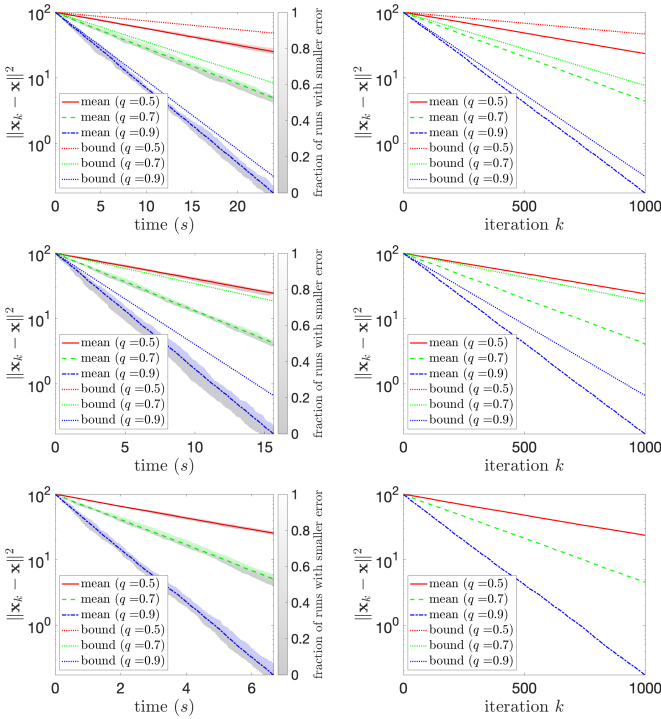 10^2
10^1
10^0
||x_k − x||^2
mean (q =0.5)
mean (q =0.7)
mean (q =0.9)
bound (q =0.5)
bound (q =0.7)
bound (q =0.9)
0 5 10 15 20
time (s)
1
0.8
0.6
0.4
0.2
0
fraction of runs with smaller error
10^2
10^1
10^0
||x_k − x||^2
mean (q =0.5)
mean (q =0.7)
mean (q =0.9)
bound (q =0.5)
bound (q =0.7)
bound (q =0.9)
0 500 1000
iteration k
10^2
10^1
10^0
||x_k − x||^2
mean (q =0.5)
mean (q =0.7)
mean (q =0.9)
bound (q =0.5)
bound (q =0.7)
bound (q =0.9)
0 5 10 15
time (s)
1
0.8
0.6
0.4
0.2
0
fraction of runs with smaller error
10^2
10^1
10^0
||x_k − x||^2
mean (q =0.5)
mean (q =0.7)
mean (q =0.9)
bound (q =0.5)
bound (q =0.7)
bound (q =0.9)
0 500 1000
iteration k
10^2
10^1
10^0
||x_k − x||^2
mean (q =0.5)
mean (q =0.7)
mean (q =0.9)
bound (q =0.5)
bound (q =0.7)
bound (q =0.9)
0 2 4 6
time (s)
1
0.8
0.6
0.4
0.2
0
fraction of runs with smaller error
10^2
10^1
10^0
||x_k − x||^2
mean (q =0.5)
mean (q =0.7)
mean (q =0.9)
bound (q =0.5)
bound (q =0.7)
bound (q =0.9)
0 500 1000
iteration k